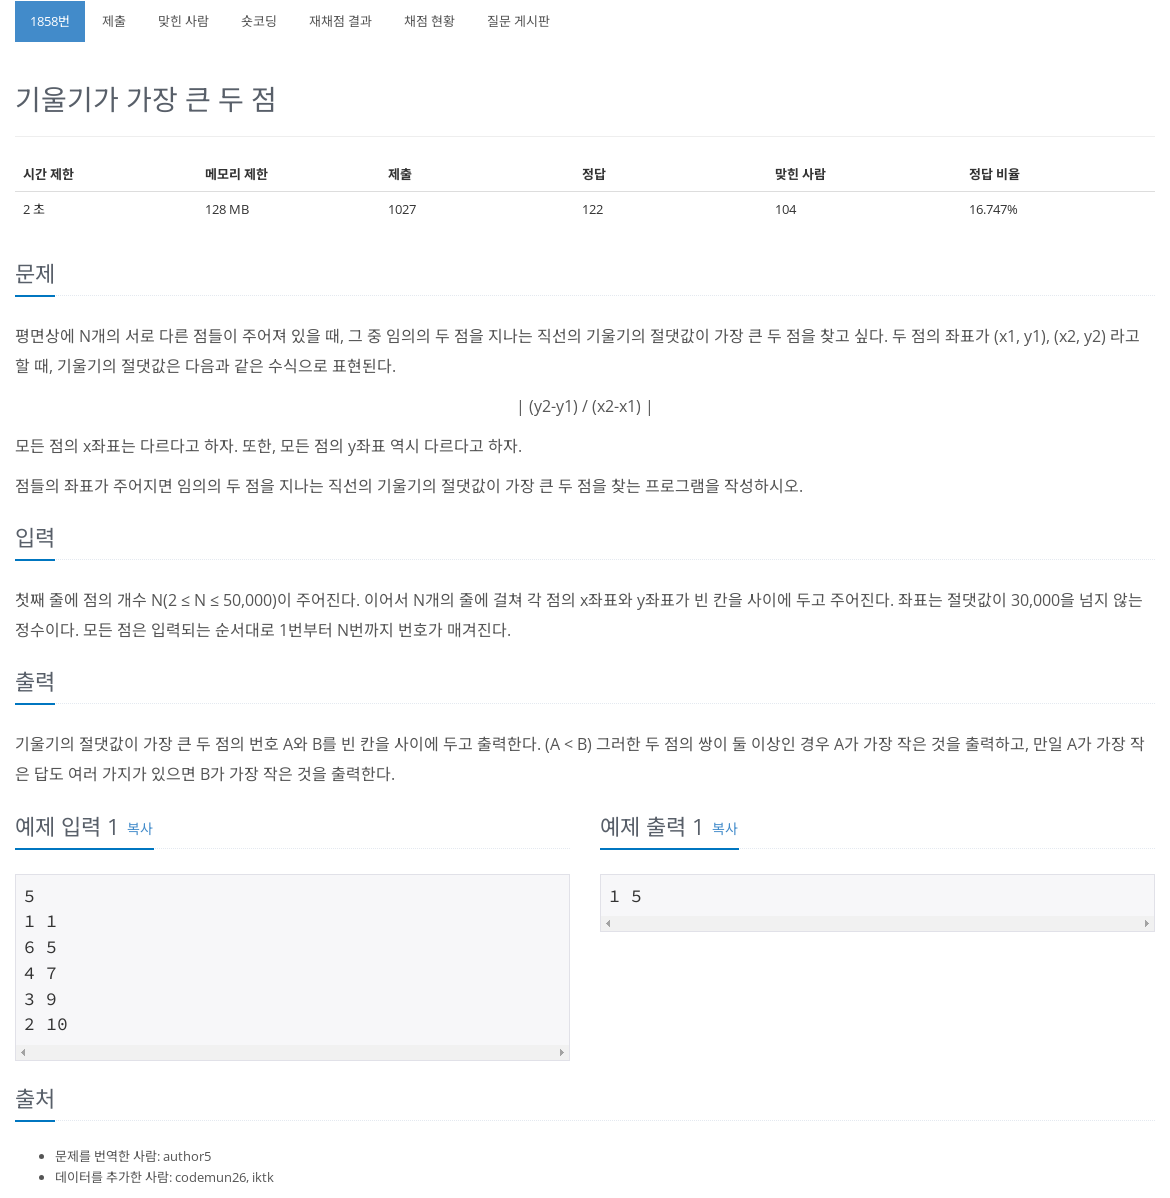 1858번 제출 맞힌 사람 숏코딩 재채점 결과 채점 현황 질문 게시판
기울기가 가장 큰 두 점
시간 제한 메모리 제한 제출 정답 맞힌 사람 정답 비율
2 초 128 MB 1027 122 104 16.747%
문제
평면상에 N개의 서로 다른 점들이 주어져 있을 때, 그 중 임의의 두 점을 지나는 직선의 기울기의 절댓값이 가장 큰 두 점을 찾고 싶다. 두 점의 좌표가 (x1, y1), (x2, y2) 라고
할 때, 기울기의 절댓값은 다음과 같은 수식으로 표현된다.
| (y2-y1) / (x2-x1) |
모든 점의 x좌표는 다르다고 하자. 또한, 모든 점의 y좌표 역시 다르다고 하자.
점들의 좌표가 주어지면 임의의 두 점을 지나는 직선의 기울기의 절댓값이 가장 큰 두 점을 찾는 프로그램을 작성하시오.
입력
첫째 줄에 점의 개수 N(2 ≤ N ≤ 50,000)이 주어진다. 이어서 N개의 줄에 걸쳐 각 점의 x좌표와 y좌표가 빈 칸을 사이에 두고 주어진다. 좌표는 절댓값이 30,000을 넘지 않는
정수이다. 모든 점은 입력되는 순서대로 1번부터 N번까지 번호가 매겨진다.
출력
기울기의 절댓값이 가장 큰 두 점의 번호 A와 B를 빈 칸을 사이에 두고 출력한다. (A < B) 그러한 두 점의 쌍이 둘 이상인 경우 A가 가장 작은 것을 출력하고, 만일 A가 가장 작
은 답도 여러 가지가 있으면 B가 가장 작은 것을 출력한다.
예제 입력 1 복사
5
1 1
6 5
4 7
3 9
2 10
예제 출력 1 복사
1 5
출처
문제를 번역한 사람: author5
데이터를 추가한 사람: codemun26, iktk